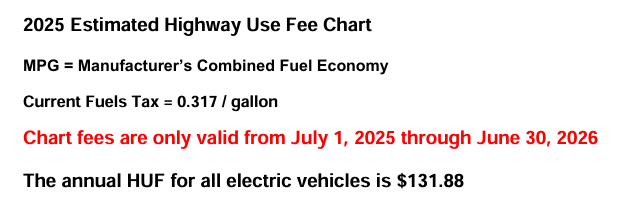 2025 Estimated Highway Use Fee Chart
MPG = Manufacturer’s Combined Fuel Economy
Current Fuels Tax = 0.317 / gallon
Chart fees are only valid from July 1, 2025 through June 30, 2026
The annual HUF for all electric vehicles is $131.88